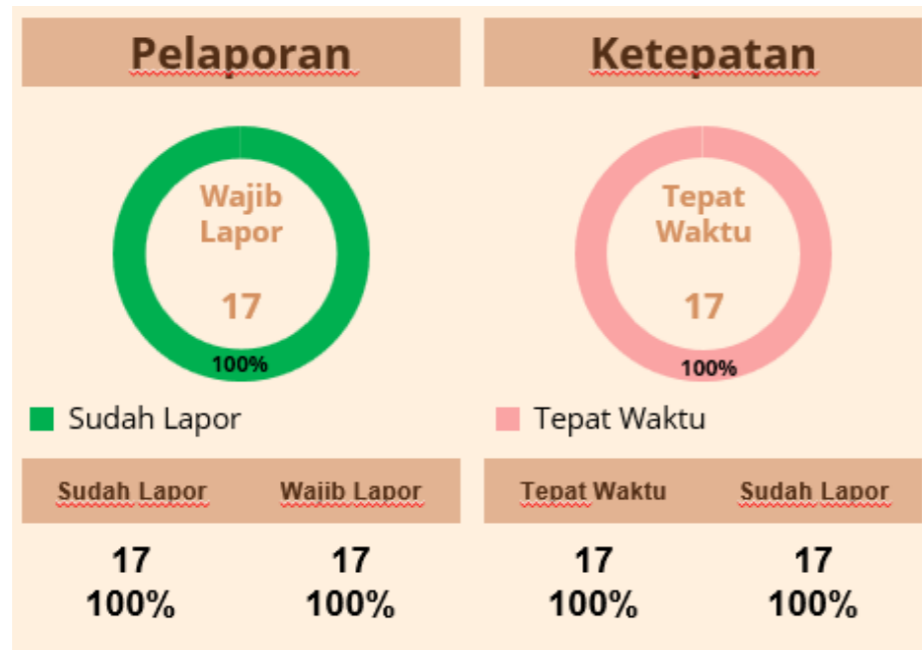 Pelaporan
Ketepatan
Wajib
Lapor
17
100%
Sudah Lapor
Tepat
Waktu
17
100%
Tepat Waktu
Sudah Lapor Wajib Lapor
17 17
100% 100%
Tepat Waktu Sudah Lapor
17 17
100% 100%